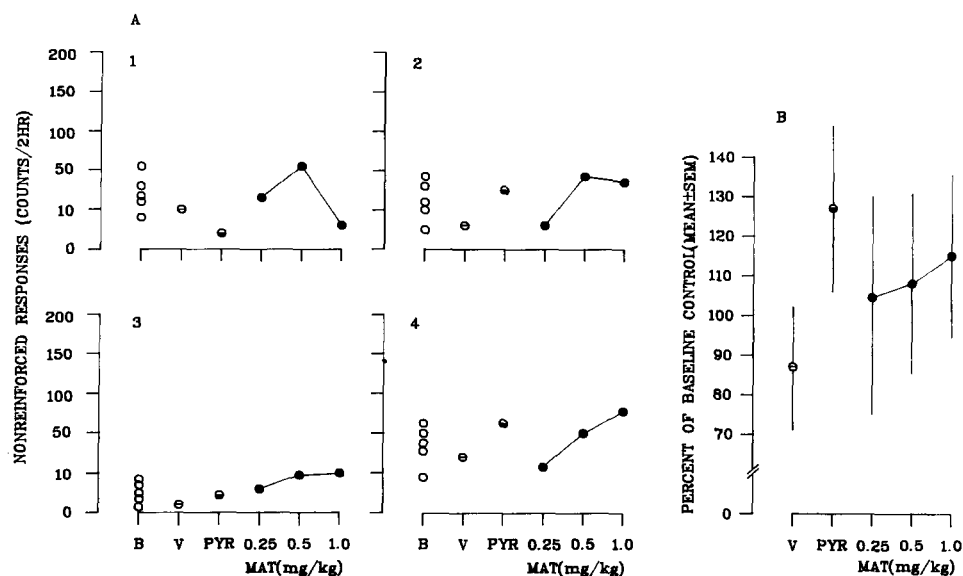 A
NONREINFORCED RESPONSES (COUNTS/2HR)
1
200
150
100
50
10
0
2
3
200
150
100
50
10
0
B V PYR 0.25 0.5 1.0
MAT(mg/kg)
4
B V PYR 0.25 0.5 1.0
MAT(mg/kg)
B
PERCENT OF BASELINE CONTROL(MEAN±SEM)
140
130
120
115
100
90
80
70
0
V PYR 0.25 0.5 1.0
MAT(mg/kg)